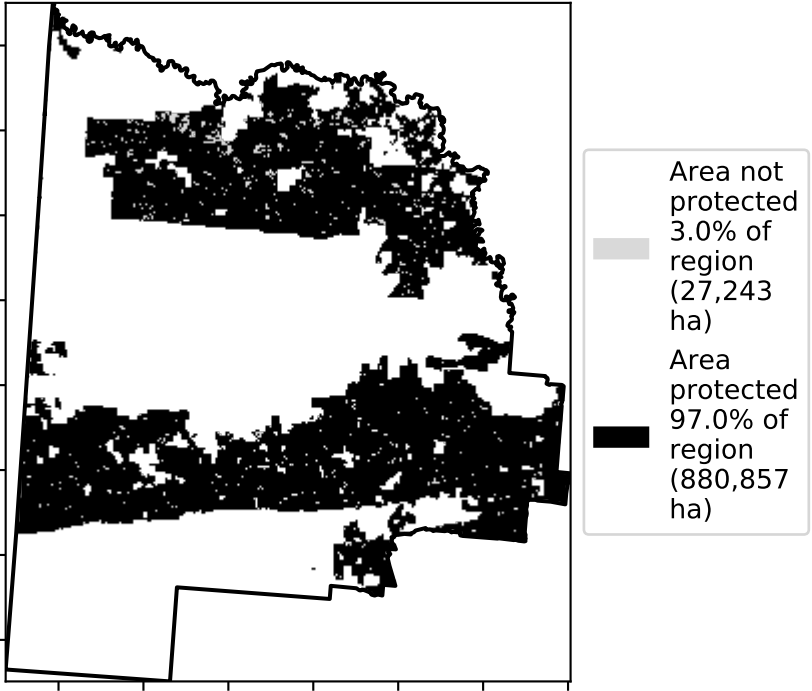 Area not
protected
3.0% of
region
(27,243
ha)
Area
protected
97.0% of
region
(880,857
ha)